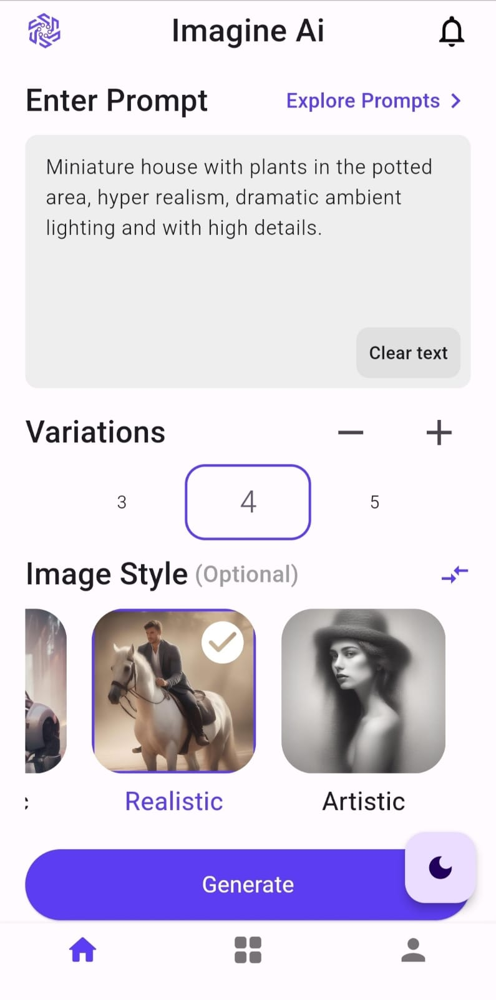 Imagine Ai
Enter Prompt
Explore Prompts
Miniature house with plants in the potted
area, hyper realism, dramatic ambient
lighting and with high details.
Clear text
Variations
3
4
5
Image Style (Optional)
Realistic
Artistic
Generate